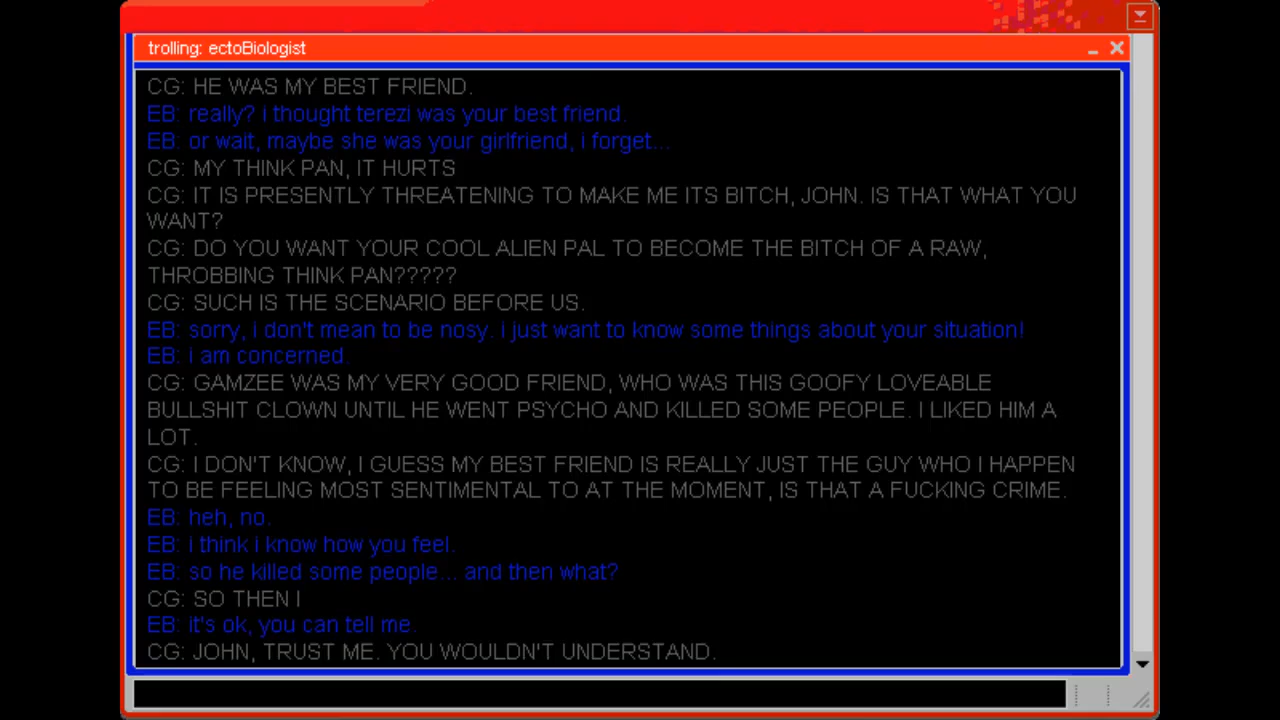 trolling: ectoBiologist
CG: HE WAS MY BEST FRIEND.
EB: really? i thought terezi was your best friend.
EB: or wait, maybe she was your girlfriend, i forget...
CG: MY THINK PAN, IT HURTS
CG: IT IS PRESENTLY THREATENING TO MAKE ME ITS BITCH, JOHN. IS THAT WHAT YOU
WANT?
CG: DO YOU WANT YOUR COOL ALIEN PAL TO BECOME THE BITCH OF A RAW,
THROBBING THINK PAN?????
CG: SUCH IS THE SCENARIO BEFORE US.
EB: sorry, i don't mean to be nosy. i just want to know some things about your situation!
EB: i am concerned.
CG: GAMZEE WAS MY VERY GOOD FRIEND, WHO WAS THIS GOOFY LOVEABLE
BULLSHIT CLOWN UNTIL HE WENT PSYCHO AND KILLED SOME PEOPLE. I LIKED HIM A
LOT.
CG: I DON'T KNOW, I GUESS MY BEST FRIEND IS REALLY JUST THE GUY WHO I HAPPEN
TO BE FEELING MOST SENTIMENTAL TO AT THE MOMENT, IS THAT A FUCKING CRIME.
EB: heh, no.
EB: i think i know how you feel.
EB: so he killed some people... and then what?
CG: SO THEN I
EB: it's ok, you can tell me.
CG: JOHN, TRUST ME. YOU WOULDN'T UNDERSTAND.